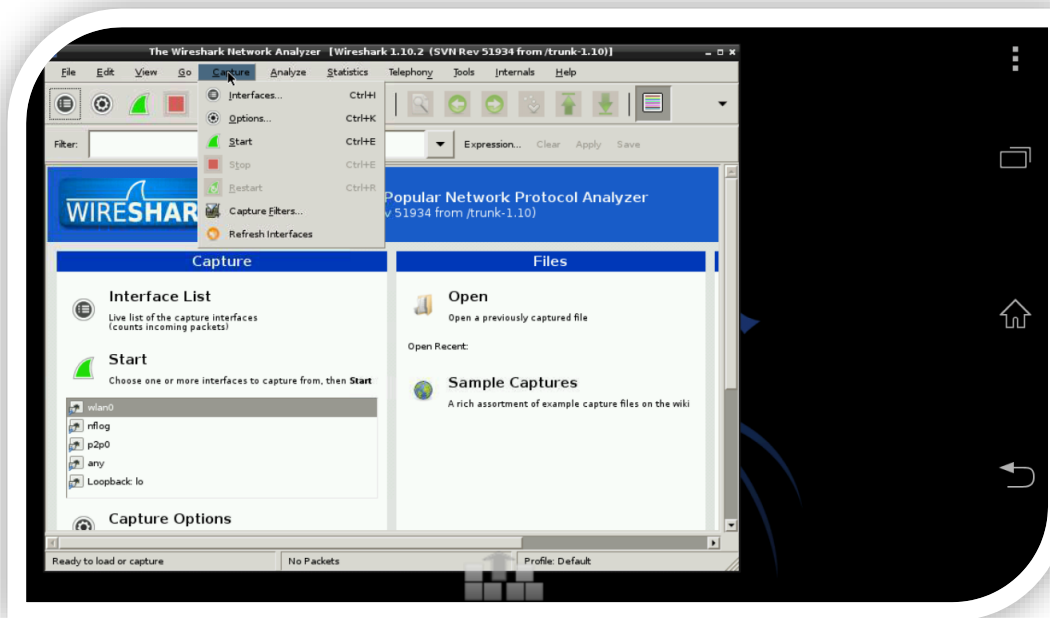 The Wireshark Network Analyzer [Wireshark 1.10.2 (SVN Rev 51934 from /trunk-1.10)]
File Edit View Go Capture Analyze Statistics Telephony Tools Internals Help
Interfaces... Ctrl+I
Options... Ctrl+K
Start Ctrl+E
Stop Ctrl+E
Restart Ctrl+R
Capture Filters...
Refresh Interfaces
Filter: Expression... Clear Apply Save
WIRESHAR
Popular Network Protocol Analyzer
v 51934 from /trunk-1.10)
Capture
Interface List
Live list of the capture interfaces
(counts incoming packets)
Start
Choose one or more interfaces to capture from, then Start
wlan0
nflog
p2p0
any
Loopback: lo
Capture Options
Files
Open
Open a previously captured file
Open Recent:
Sample Captures
A rich assortment of example capture files on the wiki
Ready to load or capture No Packets Profile: Default